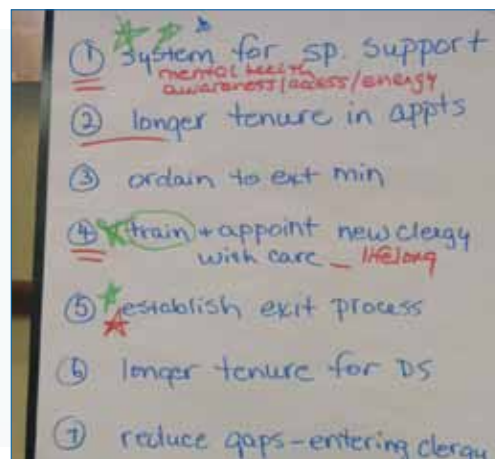 ① system for sp. support
mental health
awareness/access/energy
② longer tenure in appts
③ ordain to ext min
④ train + appoint new clergy
with care _ lifelong
⑤ establish exit process
⑥ longer tenure for DS
⑦ reduce gaps - entering clergy